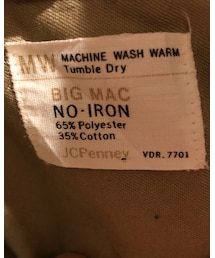 MW MACHINE WASH WARM
Tumble Dry
BIG MAC
NO-IRON
65% Polyester
35% Cotton
JCPenney VDR. 7701